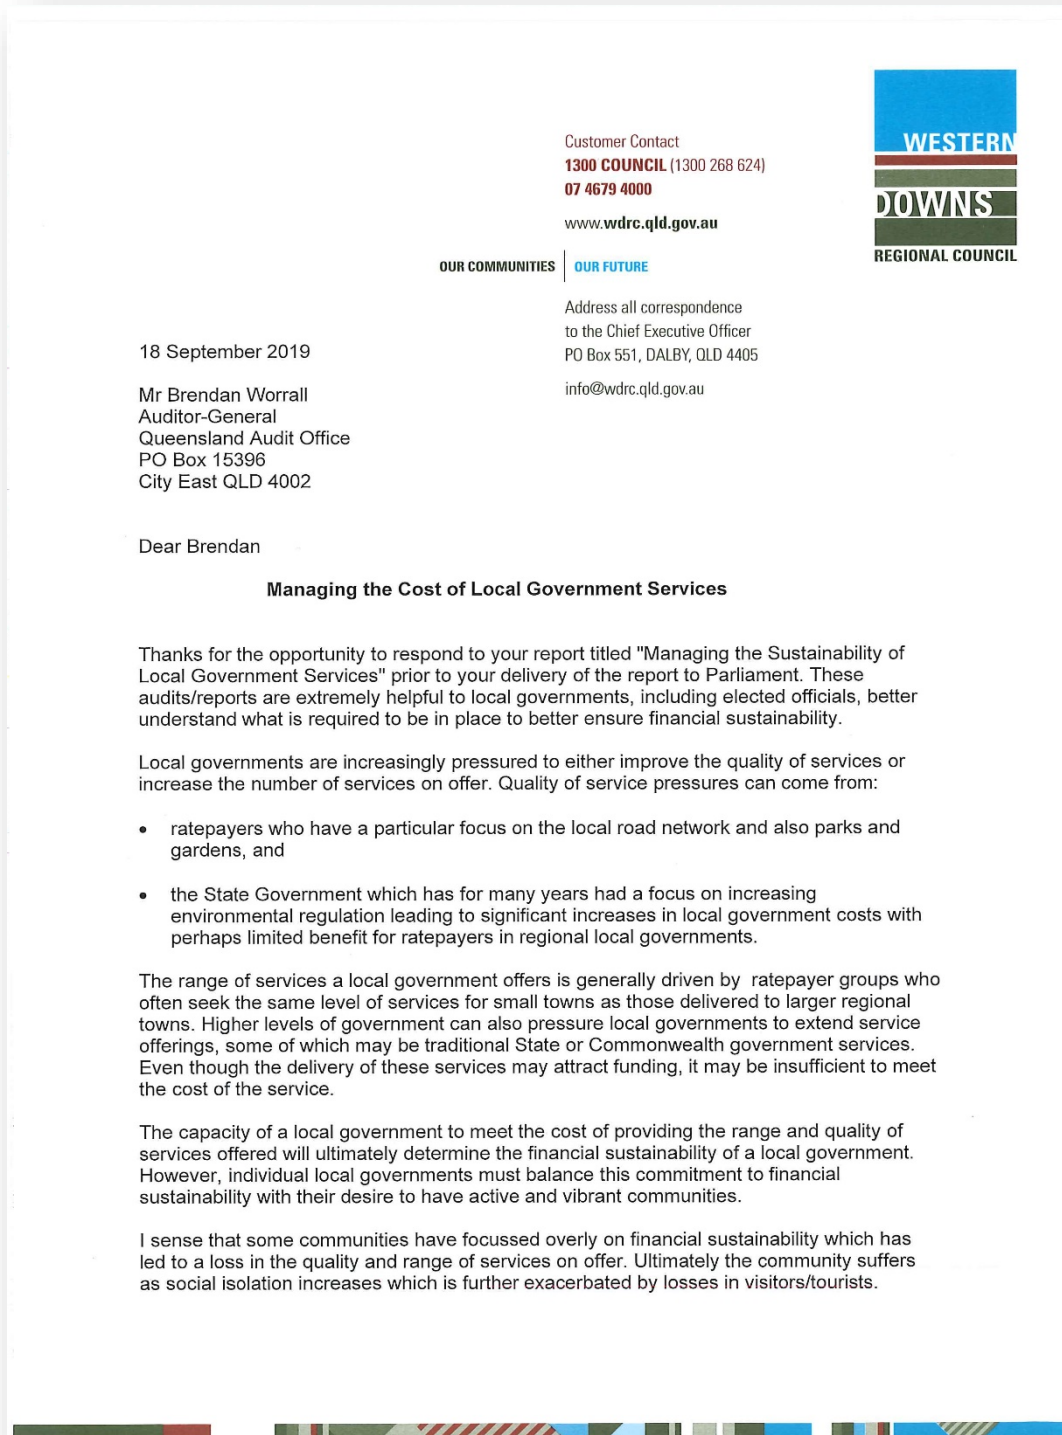 Customer Contact
1300 COUNCIL (1300 268 624)
07 4679 4000
www.wdrc.qld.gov.au
OUR COMMUNITIES | OUR FUTURE
WESTERN
DOWNS
REGIONAL COUNCIL
Address all correspondence
to the Chief Executive Officer
PO Box 551, DALBY, QLD 4405
info@wdrc.qld.gov.au
18 September 2019
Mr Brendan Worrall
Auditor-General
Queensland Audit Office
PO Box 15396
City East QLD 4002
Dear Brendan
Managing the Cost of Local Government Services
Thanks for the opportunity to respond to your report titled "Managing the Sustainability of
Local Government Services" prior to your delivery of the report to Parliament. These
audits/reports are extremely helpful to local governments, including elected officials, better
understand what is required to be in place to better ensure financial sustainability.
Local governments are increasingly pressured to either improve the quality of services or
increase the number of services on offer. Quality of service pressures can come from:
• ratepayers who have a particular focus on the local road network and also parks and
gardens, and
• the State Government which has for many years had a focus on increasing
environmental regulation leading to significant increases in local government costs with
perhaps limited benefit for ratepayers in regional local governments.
The range of services a local government offers is generally driven by ratepayer groups who
often seek the same level of services for small towns as those delivered to larger regional
towns. Higher levels of government can also pressure local governments to extend service
offerings, some of which may be traditional State or Commonwealth government services.
Even though the delivery of these services may attract funding, it may be insufficient to meet
the cost of the service.
The capacity of a local government to meet the cost of providing the range and quality of
services offered will ultimately determine the financial sustainability of a local government.
However, individual local governments must balance this commitment to financial
sustainability with their desire to have active and vibrant communities.
I sense that some communities have focussed overly on financial sustainability which has
led to a loss in the quality and range of services on offer. Ultimately the community suffers
as social isolation increases which is further exacerbated by losses in visitors/tourists.